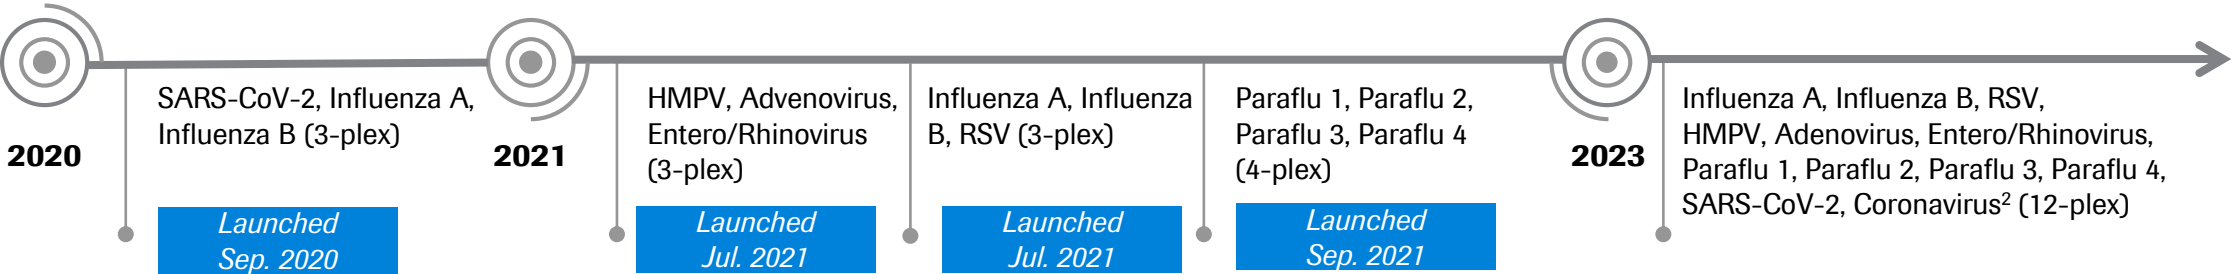 2020
SARS-CoV-2, Influenza A,
Influenza B (3-plex)
Launched
Sep. 2020
2021
HMPV, Advenovirus,
Entero/Rhinovirus
(3-plex)
Launched
Jul. 2021
Influenza A, Influenza
B, RSV (3-plex)
Launched
Jul. 2021
Paraflu 1, Paraflu 2,
Paraflu 3, Paraflu 4
(4-plex)
Launched
Sep. 2021
2023
Influenza A, Influenza B, RSV,
HMPV, Adenovirus, Entero/Rhinovirus,
Paraflu 1, Paraflu 2, Paraflu 3, Paraflu 4,
SARS-CoV-2, Coronavirus² (12-plex)